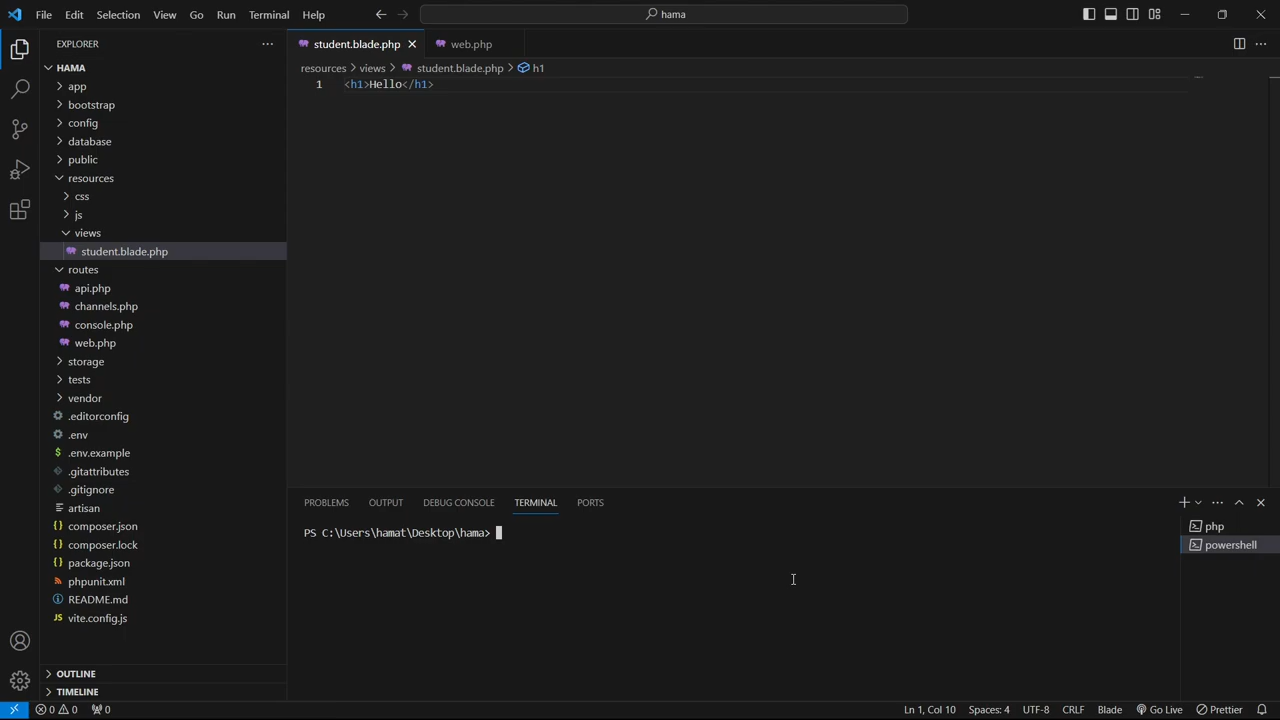 File Edit Selection View Go Run Terminal Help
hama
EXPLORER
student.blade.php
web.php
HAMA
resources > views > student.blade.php > h1
1 <h1>Hello</h1>
app
bootstrap
config
database
public
resources
css
js
views
student.blade.php
routes
api.php
channels.php
console.php
web.php
storage
tests
vendor
.editorconfig
.env
.env.example
.gitattributes
.gitignore
artisan
composer.json
composer.lock
package.json
phpunit.xml
README.md
vite.config.js
OUTLINE
TIMELINE
PROBLEMS OUTPUT DEBUG CONSOLE TERMINAL PORTS
PS C:\Users\hamat\Desktop\hama>
php
powershell
0 0 0
Ln 1, Col 10 Spaces: 4 UTF-8 CRLF Blade Go Live Prettier